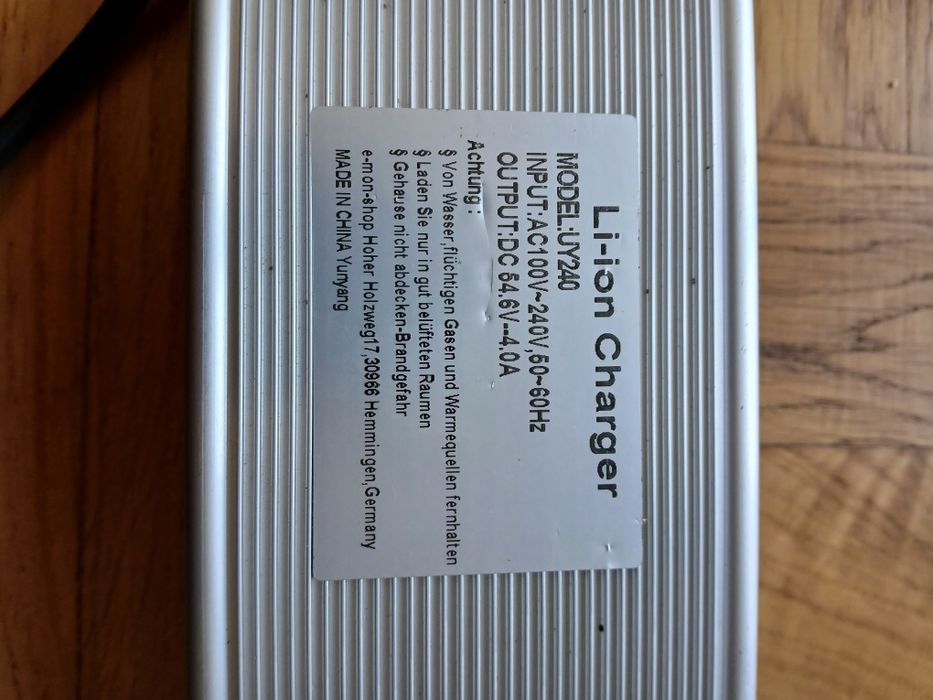 Li-ion Charger
MODEL:UY240
INPUT:AC100V~240V,50~60Hz
OUTPUT:DC 54.6V--4.0A
Achtung:
§ Von Wasser,flüchtigen Gasen und Warmequellen fernhalten
§ Laden Sie nur in gut belüfteten Raumen
§ Gehause nicht abdecken-Brandgefahr
e-mon-shop Hoher Holzweg17,30966 Hemmingen,Germany
MADE IN CHINA Yunyang